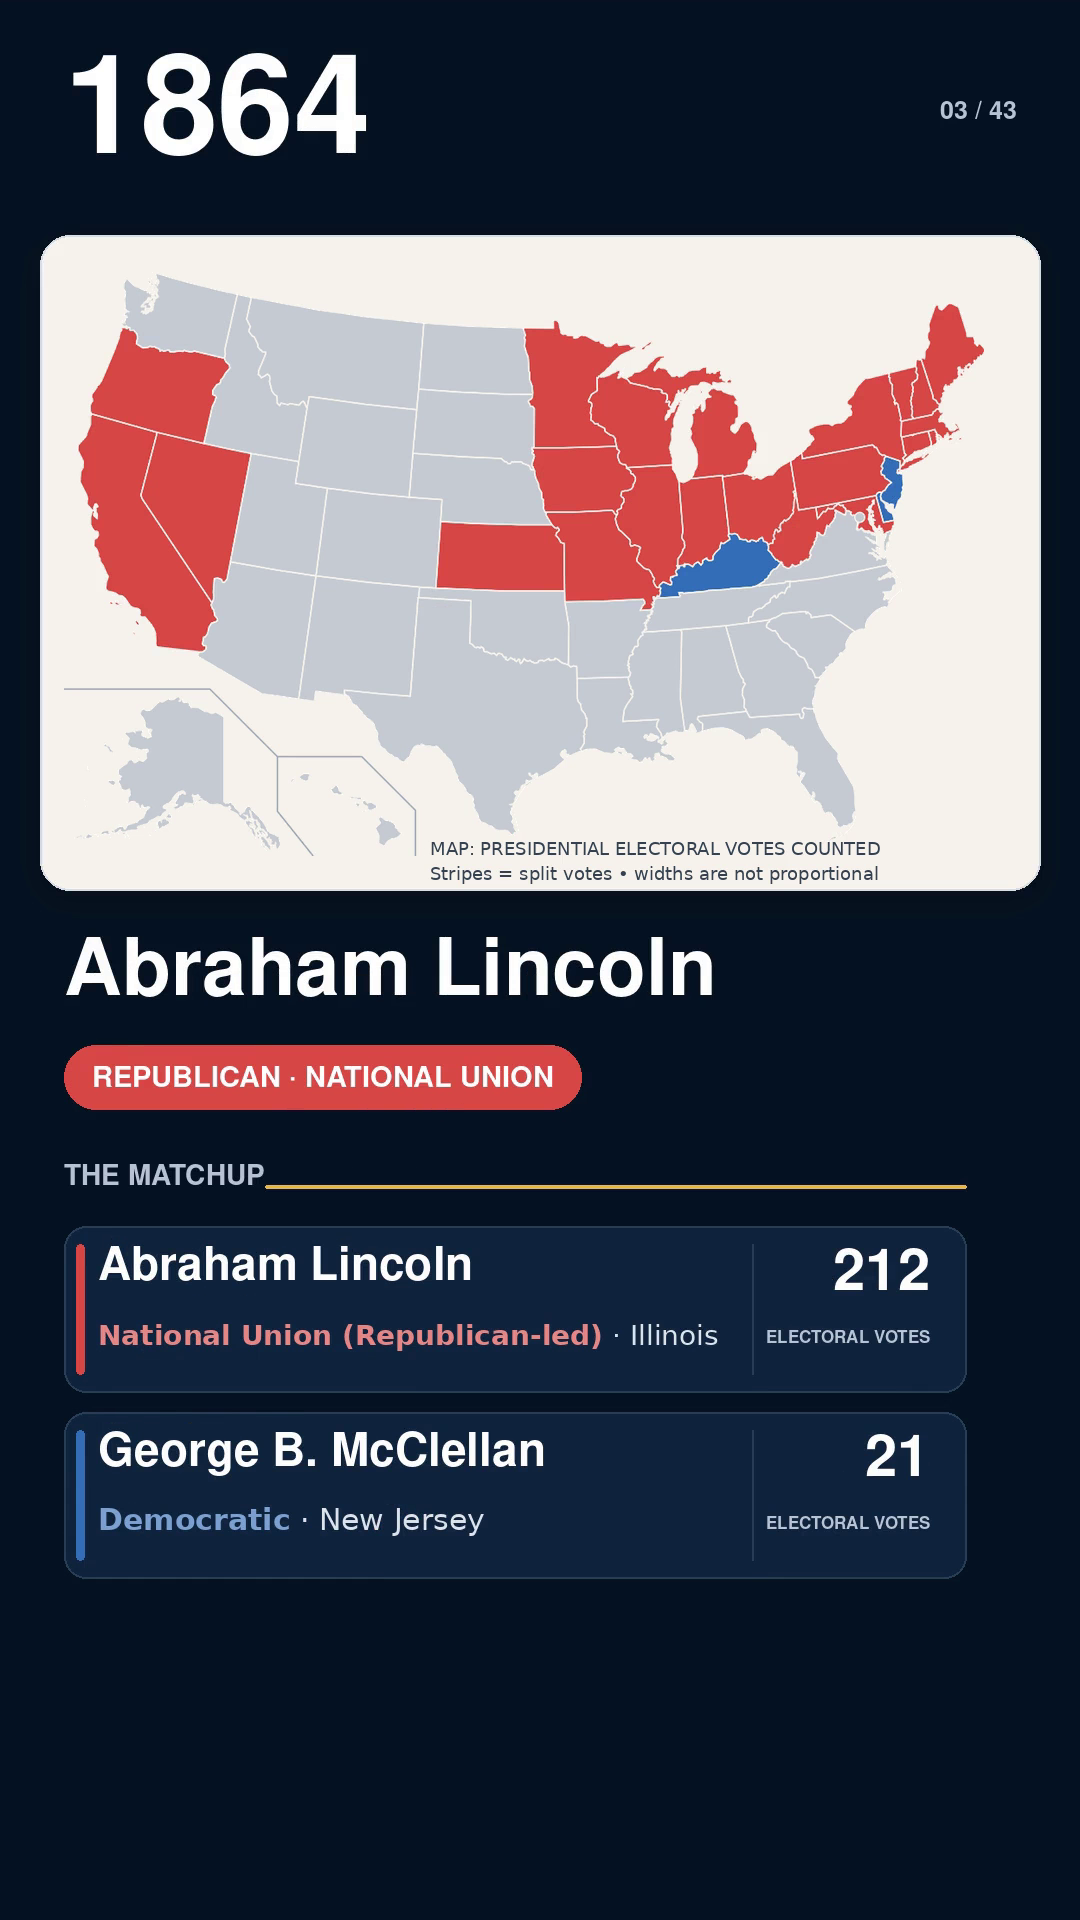 1864
03 / 43
MAP: PRESIDENTIAL ELECTORAL VOTES COUNTED
Stripes = split votes • widths are not proportional
Abraham Lincoln
REPUBLICAN · NATIONAL UNION
THE MATCHUP
Abraham Lincoln
212
National Union (Republican-led) · Illinois
ELECTORAL VOTES
George B. McClellan
21
Democratic · New Jersey
ELECTORAL VOTES